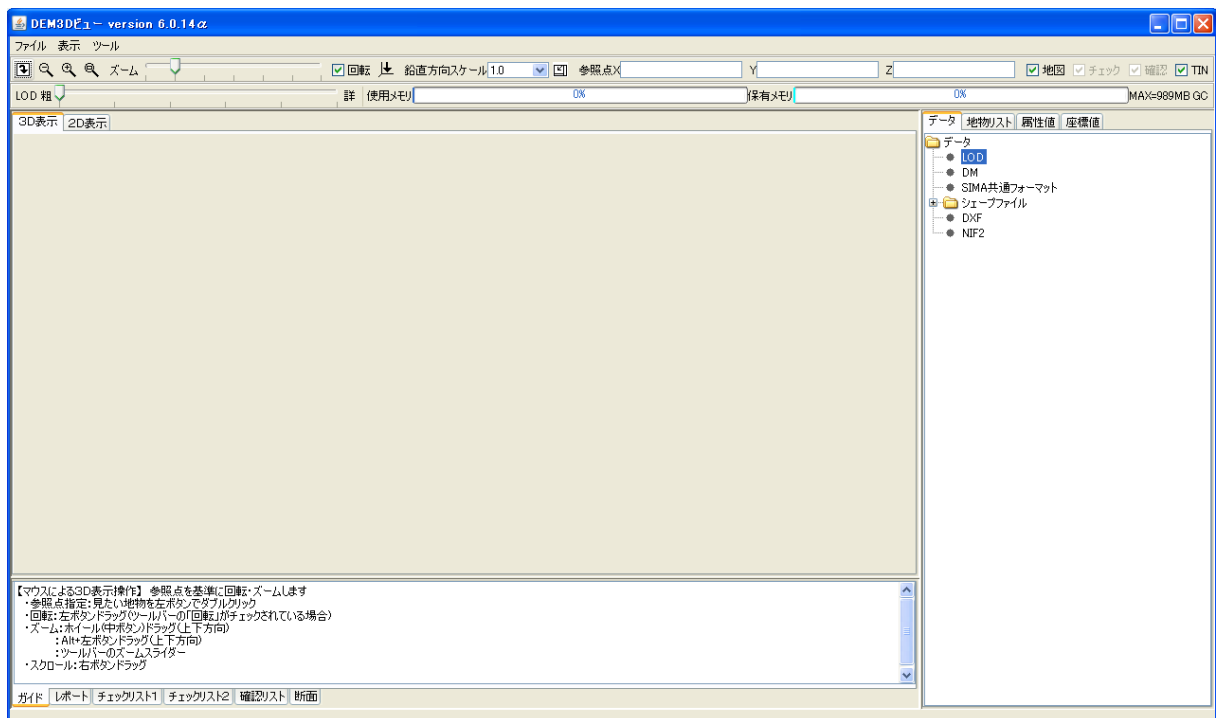 DEM3Dビュー version 6.0.14α
ファイル 表示 ツール
ズーム 回転 鉛直方向スケール 1.0 参照点X Y Z 地図 チェック 確認 TIN
LOD 粗 詳 使用メモリ 0% 保有メモリ 0% MAX=989MB GC
3D表示 2D表示
データ 地物リスト 属性値 座標値
データ
LOD
DM
SIMA共通フォーマット
シェープファイル
DXF
NIF2
【マウスによる3D表示操作】 参照点を基準に回転・ズームします
・参照点指定:見たい地物を左ボタンでダブルクリック
・回転:左ボタンドラッグ(ツールバーの「回転」がチェックされている場合)
・ズーム:ホイール(中ボタン)ドラッグ(上下方向)
:Alt+左ボタンドラッグ(上下方向)
:ツールバーのズームスライダー
・スクロール:右ボタンドラッグ
ガイド レポート チェックリスト1 チェックリスト2 確認リスト 断面